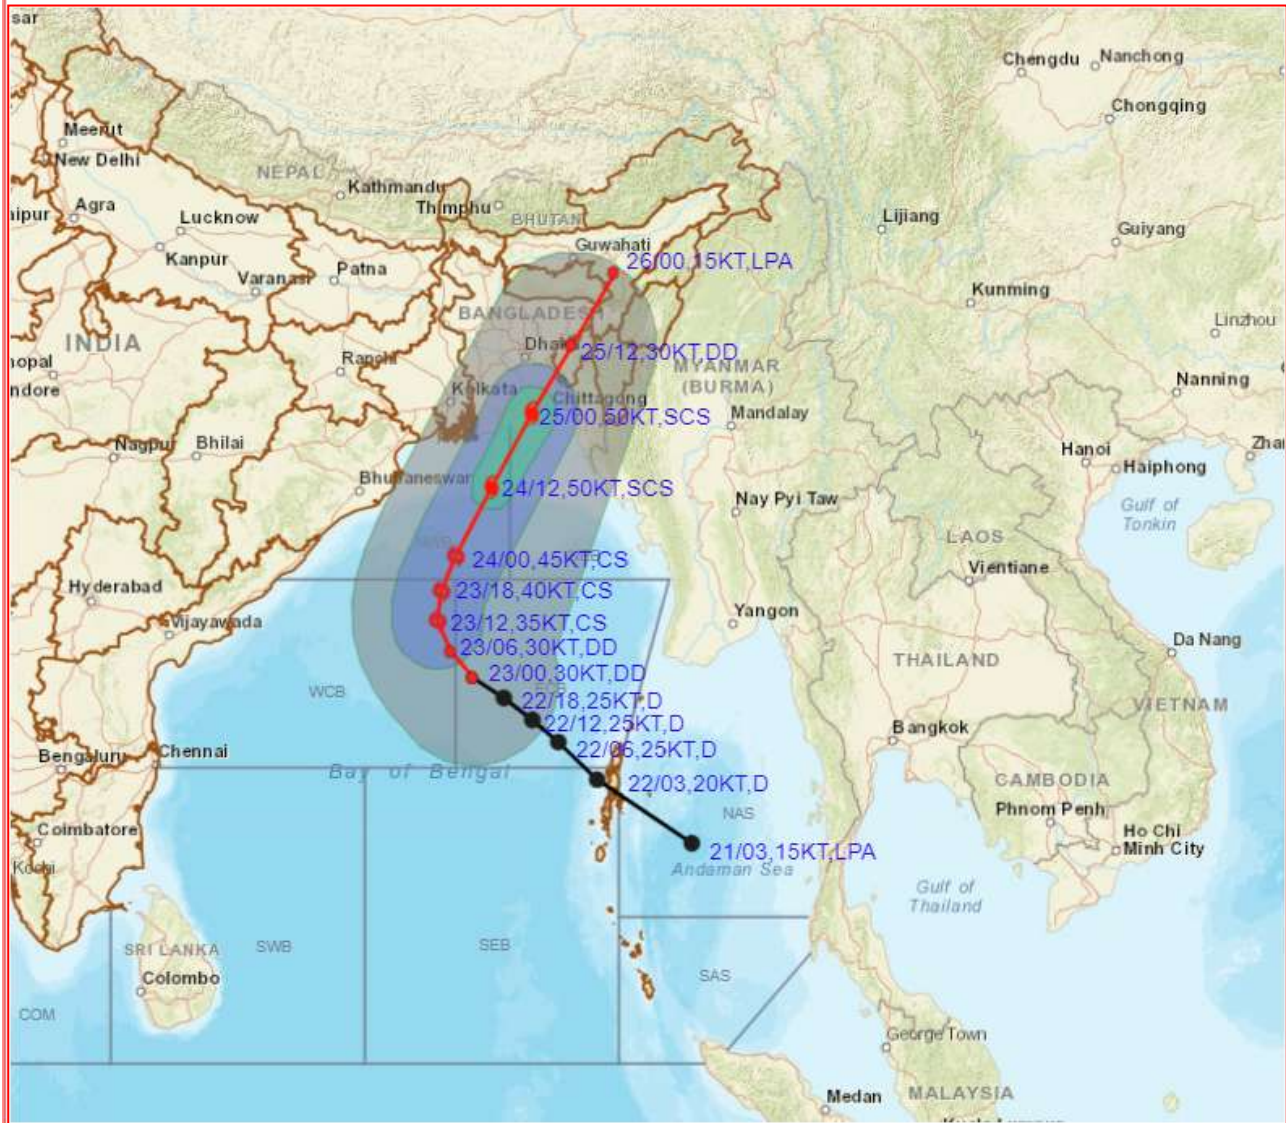 sar
Chengdu
Nanchong
Chongqing
Meerut
New Delhi
NEPAL
Kathmandu
Thimphu
BHUTAN
Lijiang
Guiyang
Agra
Lucknow
Kanpur
Patna
Varanasi
Guwahati
26/00,15KT,LPA
Kunming
Linzhou
INDIA
BANGLADESH
Dhaka
25/12,30KT,DD
MYANMAR
(BURMA)
Ranchi
Kolkata
Chittagong
25/00,50KT,SCS
Mandalay
Nanning
Hanoi
Haiphong
Nagpur
Bhilai
Bhubaneswar
24/12,50KT,SCS
Nay Pyi Taw
Gulf of
Tonkin
LAOS
Vientiane
24/00,45KT,CS
23/18,40KT,CS
Hyderabad
Vijayawada
23/12,35KT,CS
Yangon
23/06,30KT,DD
Da Nang
THAILAND
23/00,30KT,DD
WCB
22/18,25KT,D
VIETNAM
22/12,25KT,D
Bangkok
22/06,25KT,D
Bengaluru
Chennai
Bay of Bengal
22/03,20KT,D
CAMBODIA
Phnom Penh
NAS
Coimbatore
Kochi
Ho Chi
Minh City
21/03,15KT,LPA
Andaman Sea
Gulf of
Thailand
SRI LANKA
SWB
SEB
Colombo
SAS
COM
George Town
Medan
MALAYSIA